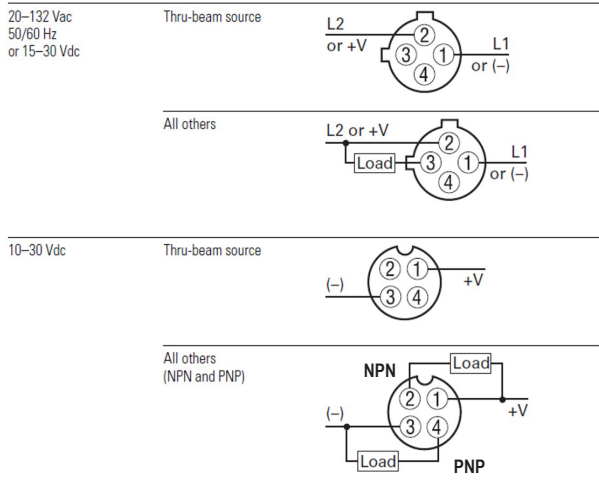 20–132 Vac
50/60 Hz
or 15–30 Vdc
Thru-beam source
L2
or +V
2
3 1
4
L1
or (–)
All others
L2 or +V
Load
2
3 1
4
L1
or (–)
10–30 Vdc
Thru-beam source
2 1
3 4
(–)
+V
All others
(NPN and PNP)
NPN
Load
2 1
3 4
(–)
+V
Load
PNP